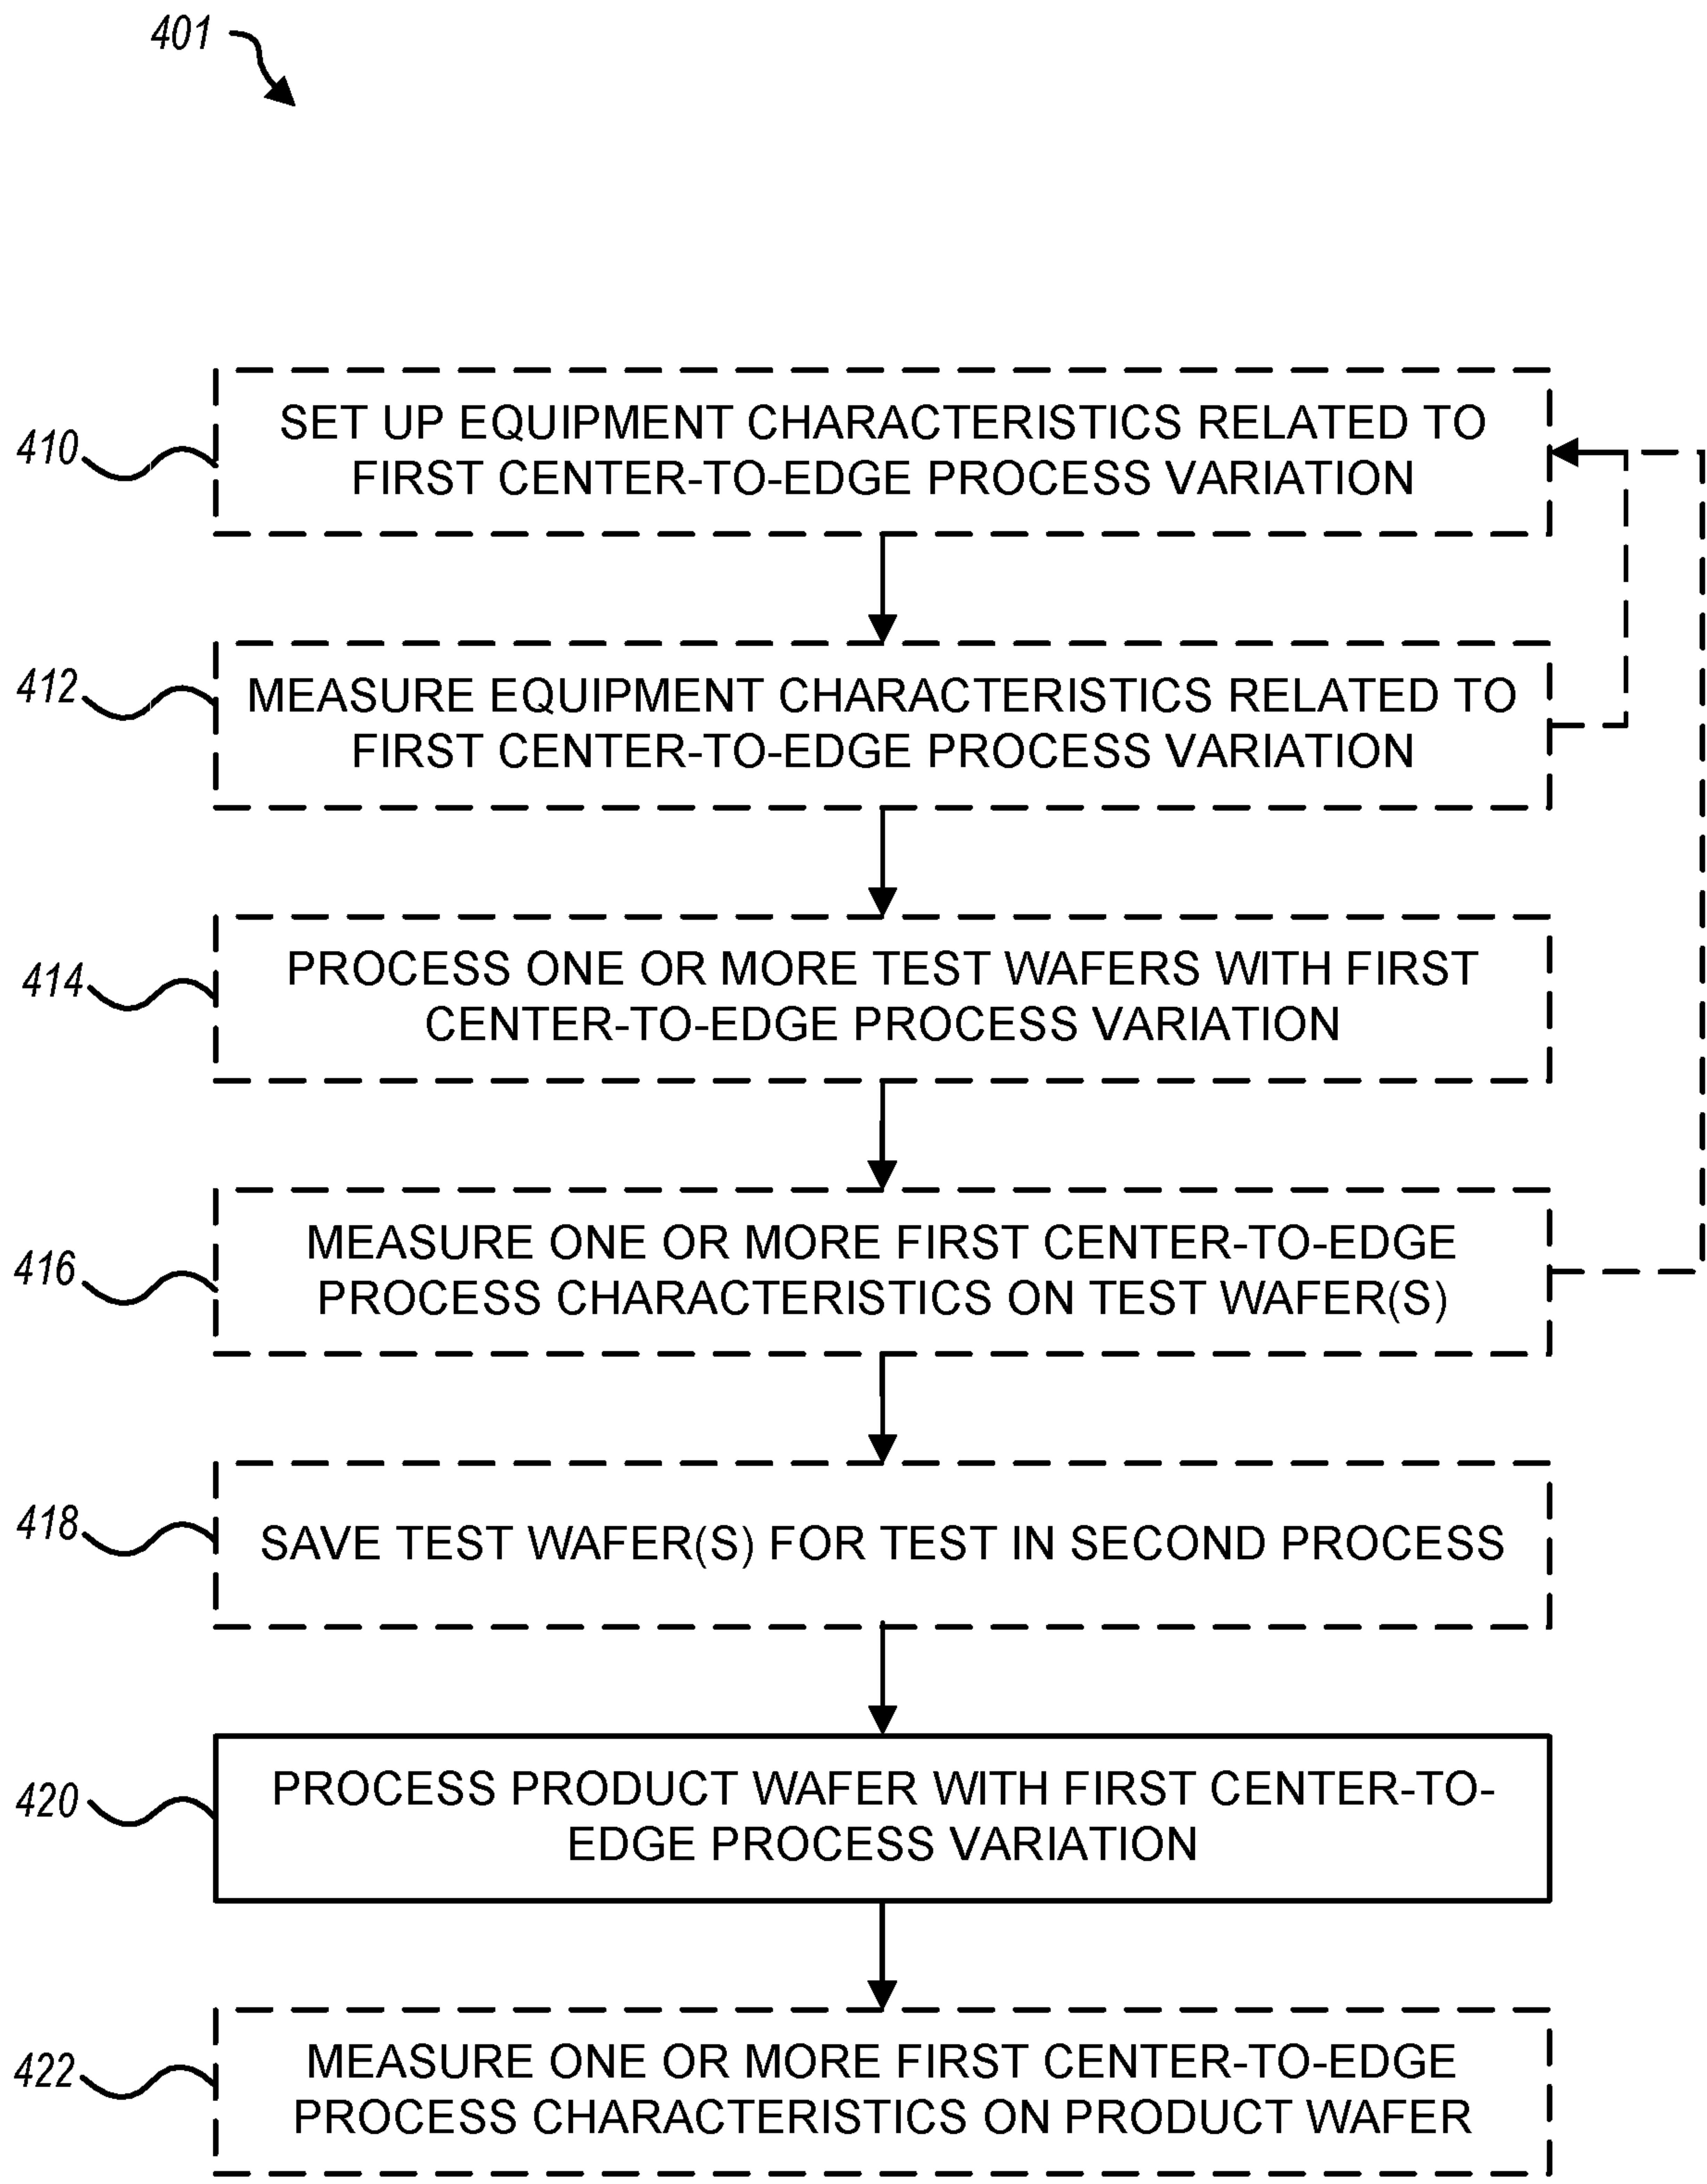 401
410
SET UP EQUIPMENT CHARACTERISTICS RELATED TO
FIRST CENTER-TO-EDGE PROCESS VARIATION
412
MEASURE EQUIPMENT CHARACTERISTICS RELATED TO
FIRST CENTER-TO-EDGE PROCESS VARIATION
414
PROCESS ONE OR MORE TEST WAFERS WITH FIRST
CENTER-TO-EDGE PROCESS VARIATION
416
MEASURE ONE OR MORE FIRST CENTER-TO-EDGE
PROCESS CHARACTERISTICS ON TEST WAFER(S)
418
SAVE TEST WAFER(S) FOR TEST IN SECOND PROCESS
420
PROCESS PRODUCT WAFER WITH FIRST CENTER-TO-
EDGE PROCESS VARIATION
422
MEASURE ONE OR MORE FIRST CENTER-TO-EDGE
PROCESS CHARACTERISTICS ON PRODUCT WAFER